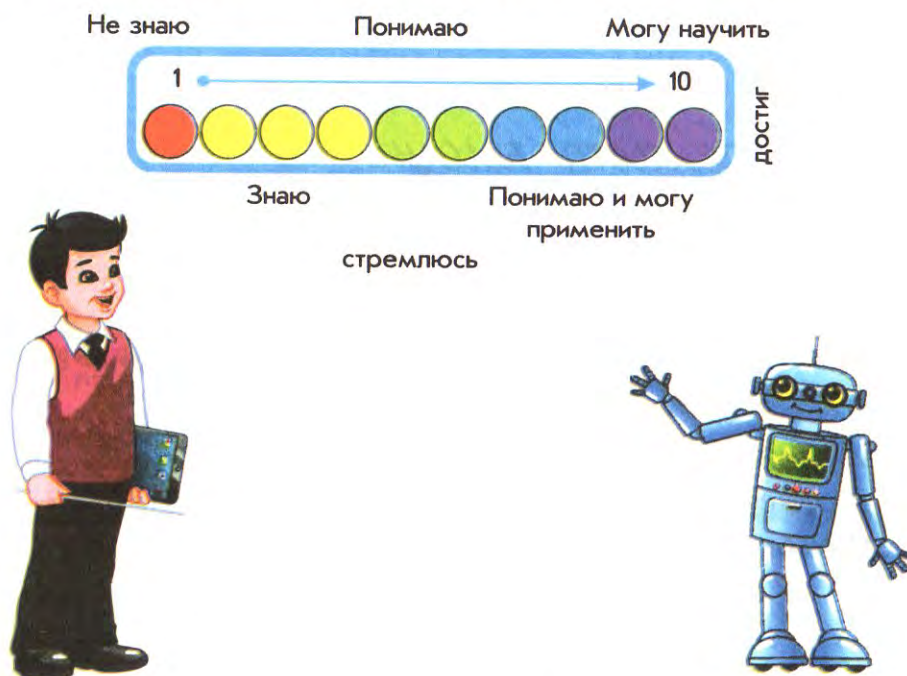 Не знаю
Понимаю
Могу научить
1
10
достиг
Знаю
Понимаю и могу
применить
стремлюсь